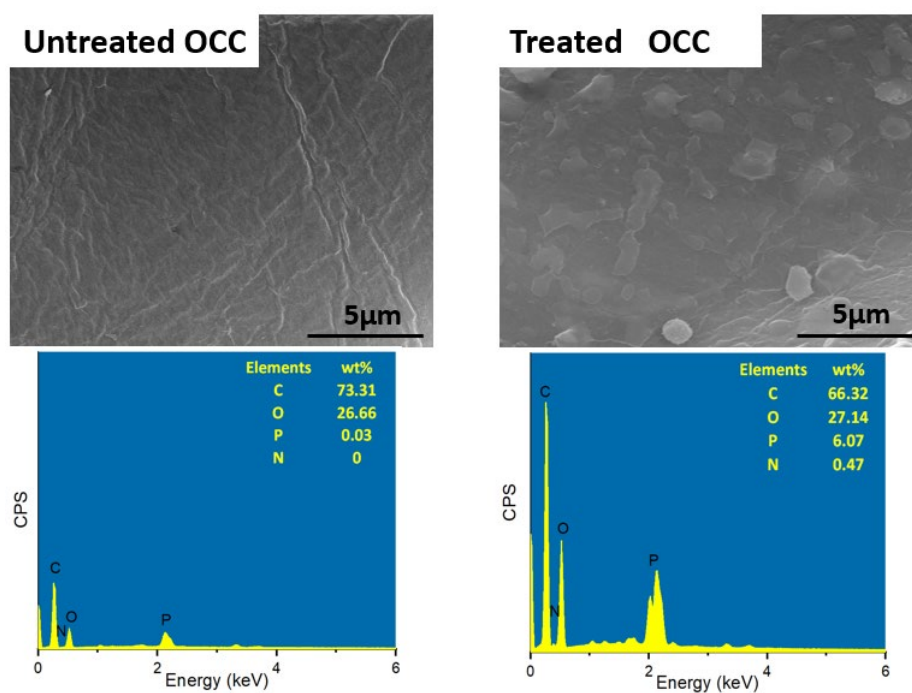 Untreated OCC
Treated OCC
5μm
5μm
Elements wt%
C 73.31
O 26.66
P 0.03
N 0
C
N
O
P
CPS
0 2 4 6
Energy (keV)
Elements wt%
C 66.32
O 27.14
P 6.07
N 0.47
C
N
O
P
CPS
0 2 4 6
Energy (keV)